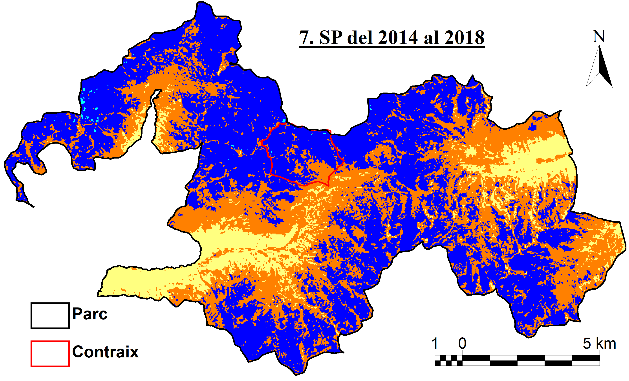 7. SP del 2014 al 2018
N
Parc
Contraix
1 0 5 km